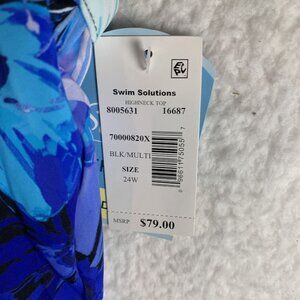 Swim Solutions
HIGHNECK TOP
8005631 16687
70000820X
BLK/MULTI
SIZE
24W
MSRP $79.00